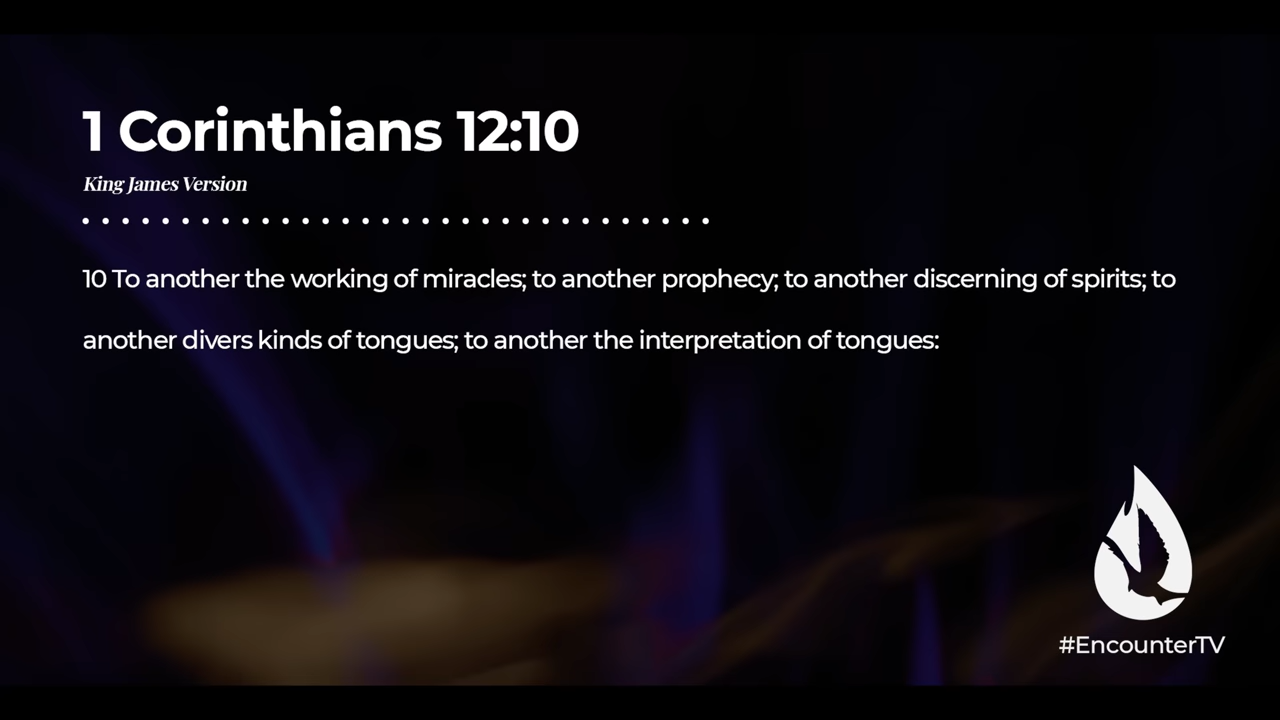 1 Corinthians 12:10
King James Version
10 To another the working of miracles; to another prophecy; to another discerning of spirits; to
another divers kinds of tongues; to another the interpretation of tongues:
#EncounterTV